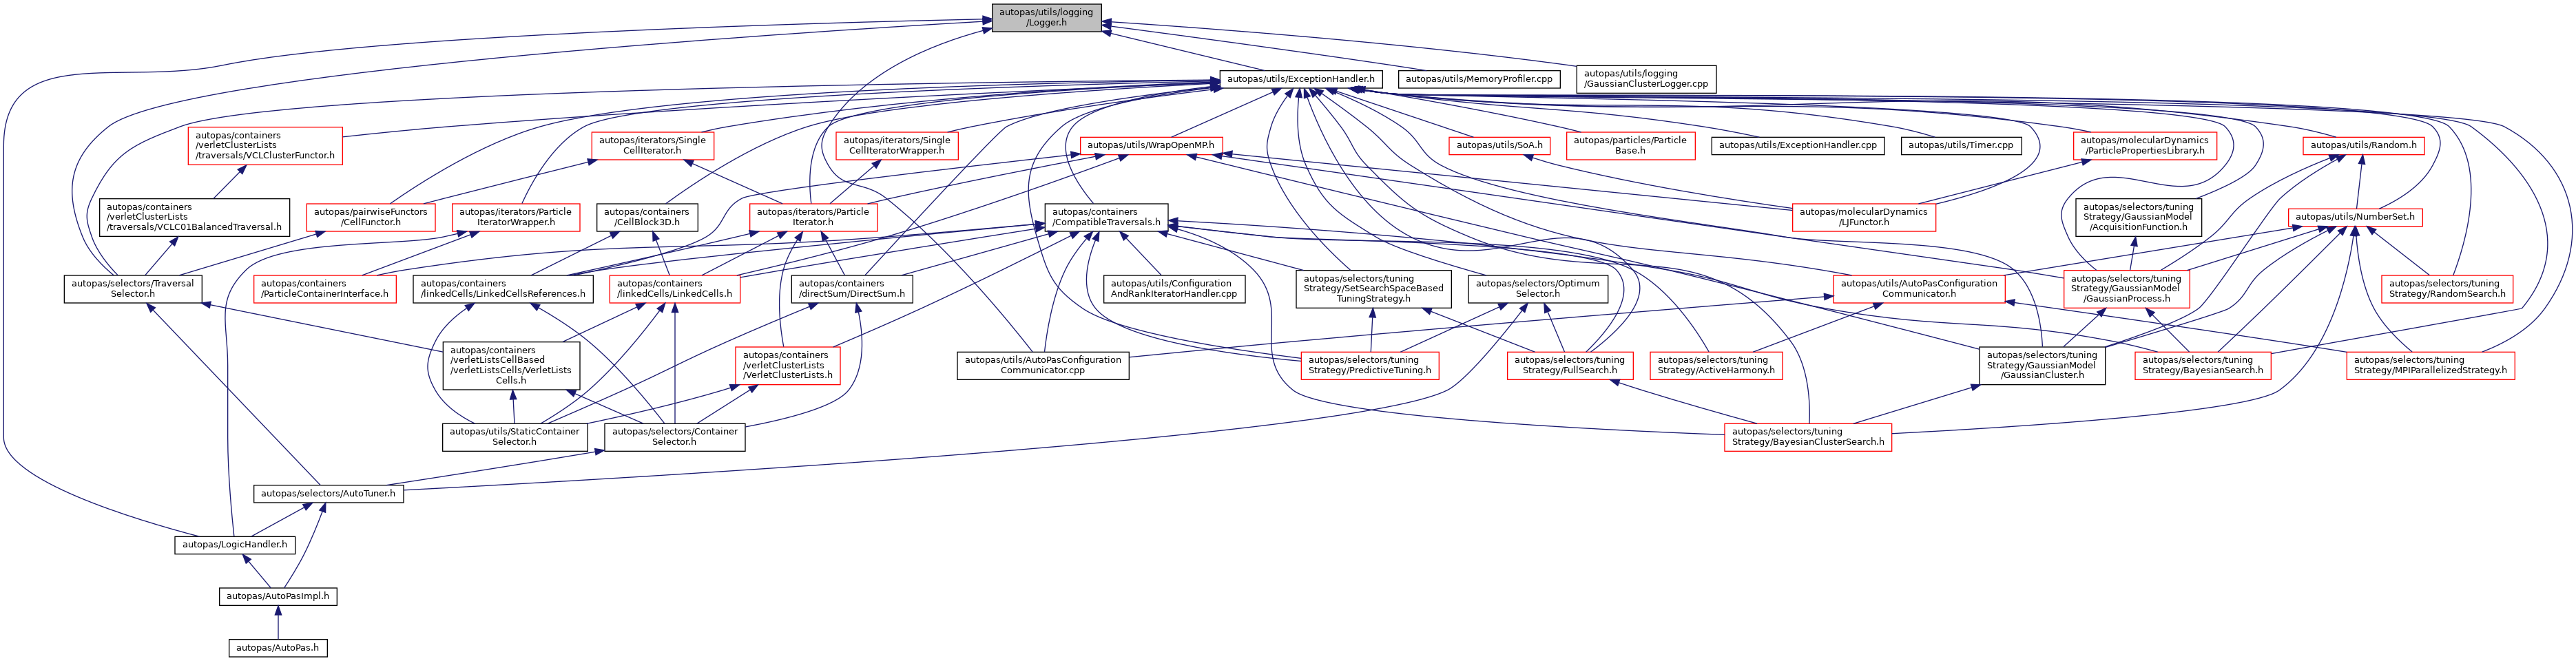 autopas/utils/logging
/Logger.h
autopas/utils/ExceptionHandler.h
autopas/utils/MemoryProfiler.cpp
autopas/utils/logging
/GaussianClusterLogger.cpp
autopas/containers
/verletClusterLists
/traversals/VCLClusterFunctor.h
autopas/iterators/Single
CellIterator.h
autopas/iterators/Single
CellIteratorWrapper.h
autopas/utils/WrapOpenMP.h
autopas/utils/SoA.h
autopas/particles/Particle
Base.h
autopas/utils/ExceptionHandler.cpp
autopas/utils/Timer.cpp
autopas/molecularDynamics
/ParticlePropertiesLibrary.h
autopas/utils/Random.h
autopas/containers
/verletClusterLists
/traversals/VCLC01BalancedTraversal.h
autopas/pairwiseFunctors
/CellFunctor.h
autopas/iterators/Particle
IteratorWrapper.h
autopas/containers
/CellBlock3D.h
autopas/iterators/Particle
Iterator.h
autopas/containers
/CompatibleTraversals.h
autopas/molecularDynamics
/LJFunctor.h
autopas/selectors/tuning
Strategy/GaussianModel
/AcquisitionFunction.h
autopas/utils/NumberSet.h
autopas/selectors/Traversal
Selector.h
autopas/containers
/ParticleContainerInterface.h
autopas/containers
/linkedCells/LinkedCellsReferences.h
autopas/containers
/linkedCells/LinkedCells.h
autopas/containers
/directSum/DirectSum.h
autopas/utils/Configuration
AndRankIteratorHandler.cpp
autopas/selectors/tuning
Strategy/SetSearchSpaceBased
TuningStrategy.h
autopas/selectors/Optimum
Selector.h
autopas/utils/AutoPasConfiguration
Communicator.h
autopas/selectors/tuning
Strategy/GaussianModel
/GaussianProcess.h
autopas/selectors/tuning
Strategy/RandomSearch.h
autopas/containers
/verletListsCellBased
/verletListsCells/VerletLists
Cells.h
autopas/containers
/verletClusterLists
/VerletClusterLists.h
autopas/utils/AutoPasConfiguration
Communicator.cpp
autopas/selectors/tuning
Strategy/PredictiveTuning.h
autopas/selectors/tuning
Strategy/FullSearch.h
autopas/selectors/tuning
Strategy/ActiveHarmony.h
autopas/selectors/tuning
Strategy/GaussianModel
/GaussianCluster.h
autopas/selectors/tuning
Strategy/BayesianSearch.h
autopas/selectors/tuning
Strategy/MPIParallelizedStrategy.h
autopas/utils/StaticContainer
Selector.h
autopas/selectors/Container
Selector.h
autopas/selectors/tuning
Strategy/BayesianClusterSearch.h
autopas/selectors/AutoTuner.h
autopas/LogicHandler.h
autopas/AutoPasImpl.h
autopas/AutoPas.h